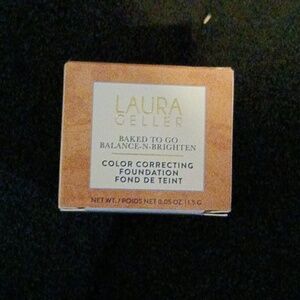 LAURA
GELLER
BAKED TO GO
BALANCE-N-BRIGHTEN
COLOR CORRECTING
FOUNDATION
FOND DE TEINT
NET WT. / POIDS NET 0.05 OZ | 1.5 G